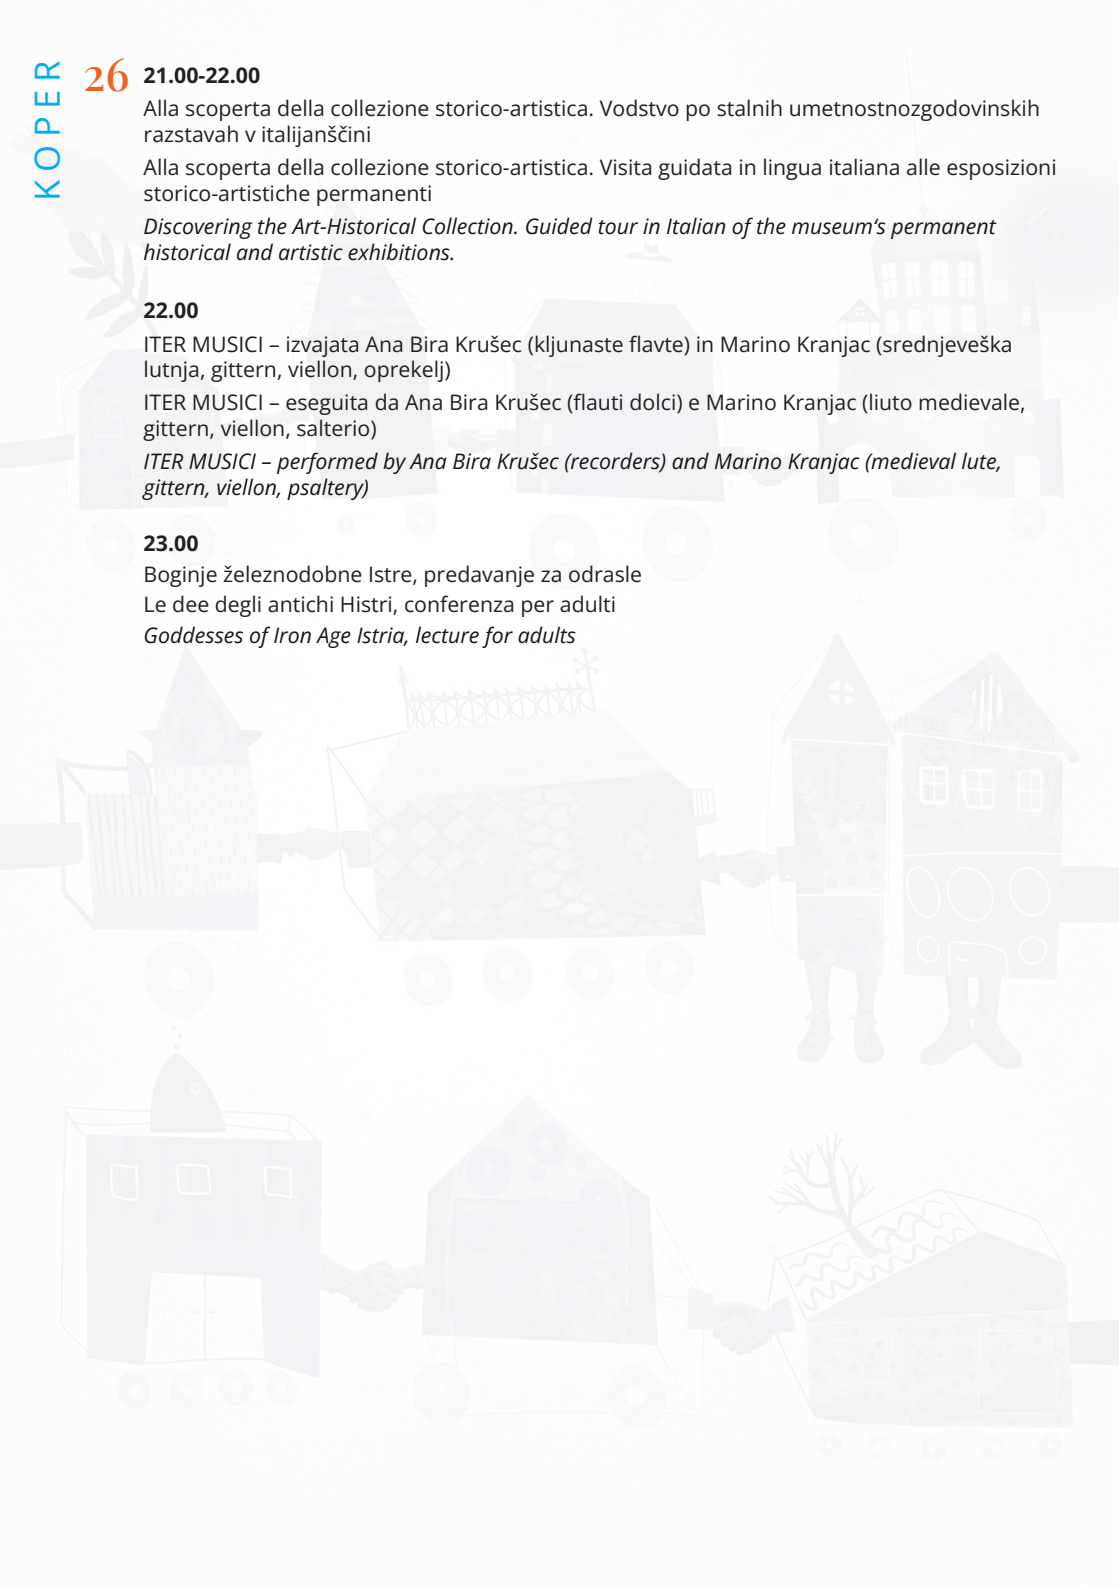 KOPER
26
21.00-22.00
Alla scoperta della collezione storico-artistica. Vodstvo po stalnih umetnostnozgodovinskih
razstavah v italijanščini
Alla scoperta della collezione storico-artistica. Visita guidata in lingua italiana alle esposizioni
storico-artistiche permanenti
Discovering the Art-Historical Collection. Guided tour in Italian of the museum‘s permanent
historical and artistic exhibitions.
22.00
ITER MUSICI – izvajata Ana Bira Krušec (kljunaste flavte) in Marino Kranjac (srednjeveška
lutnja, gittern, viellon, oprekelj)
ITER MUSICI – eseguita da Ana Bira Krušec (flauti dolci) e Marino Kranjac (liuto medievale,
gittern, viellon, salterio)
ITER MUSICI – performed by Ana Bira Krušec (recorders) and Marino Kranjac (medieval lute,
gittern, viellon, psaltery)
23.00
Boginje železnodobne Istre, predavanje za odrasle
Le dee degli antichi Histri, conferenza per adulti
Goddesses of Iron Age Istria, lecture for adults